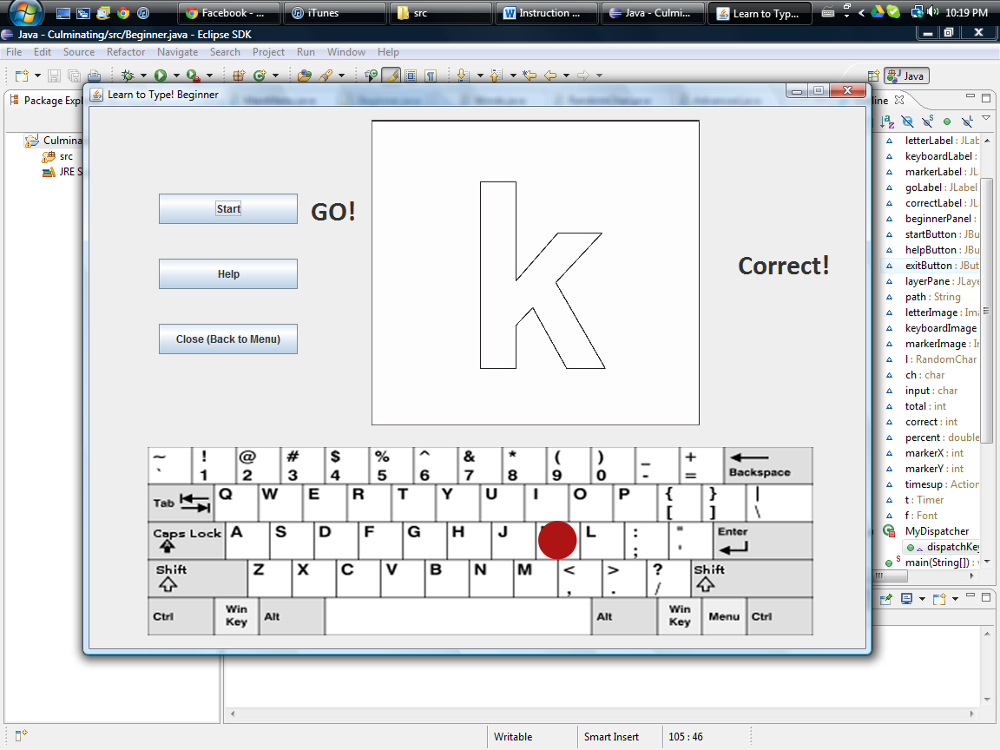 Facebook - ...
iTunes
src
Instruction ...
Java - Culmi...
Learn to Typ...
10:19 PM
Java - Culminating/src/Beginner.java - Eclipse SDK
File Edit Source Refactor Navigate Search Project Run Window Help
Java
Package Expl
line
Culmina
src
JRE S
Learn to Type! Beginner
Start
GO!
Help
Close (Back to Menu)
k
Correct!
~ ! @ # $ % ^ & * ( ) _ +
` 1 2 3 4 5 6 7 8 9 0 - = Backspace
Tab Q W E R T Y U I O P { } |
[ ] \
Caps Lock A S D F G H J L : " Enter
; '
Shift Z X C V B N M < > ? Shift
, . /
Ctrl Win Key Alt Alt Win Key Menu Ctrl
letterLabel : JLab
keyboardLabel :
markerLabel : JL
goLabel : JLabel
correctLabel : JL
beginnerPanel :
startButton : JBu
helpButton : JBu
exitButton : JBut
layerPane : JLaye
path : String
letterImage : Ima
keyboardImage
markerImage : I
l : RandomChar
ch : char
input : char
total : int
correct : int
percent : double
markerX : int
markerY : int
timesup : Action
t : Timer
f : Font
MyDispatcher
dispatchKey
main(String[]) :
Writable
Smart Insert
105 : 46